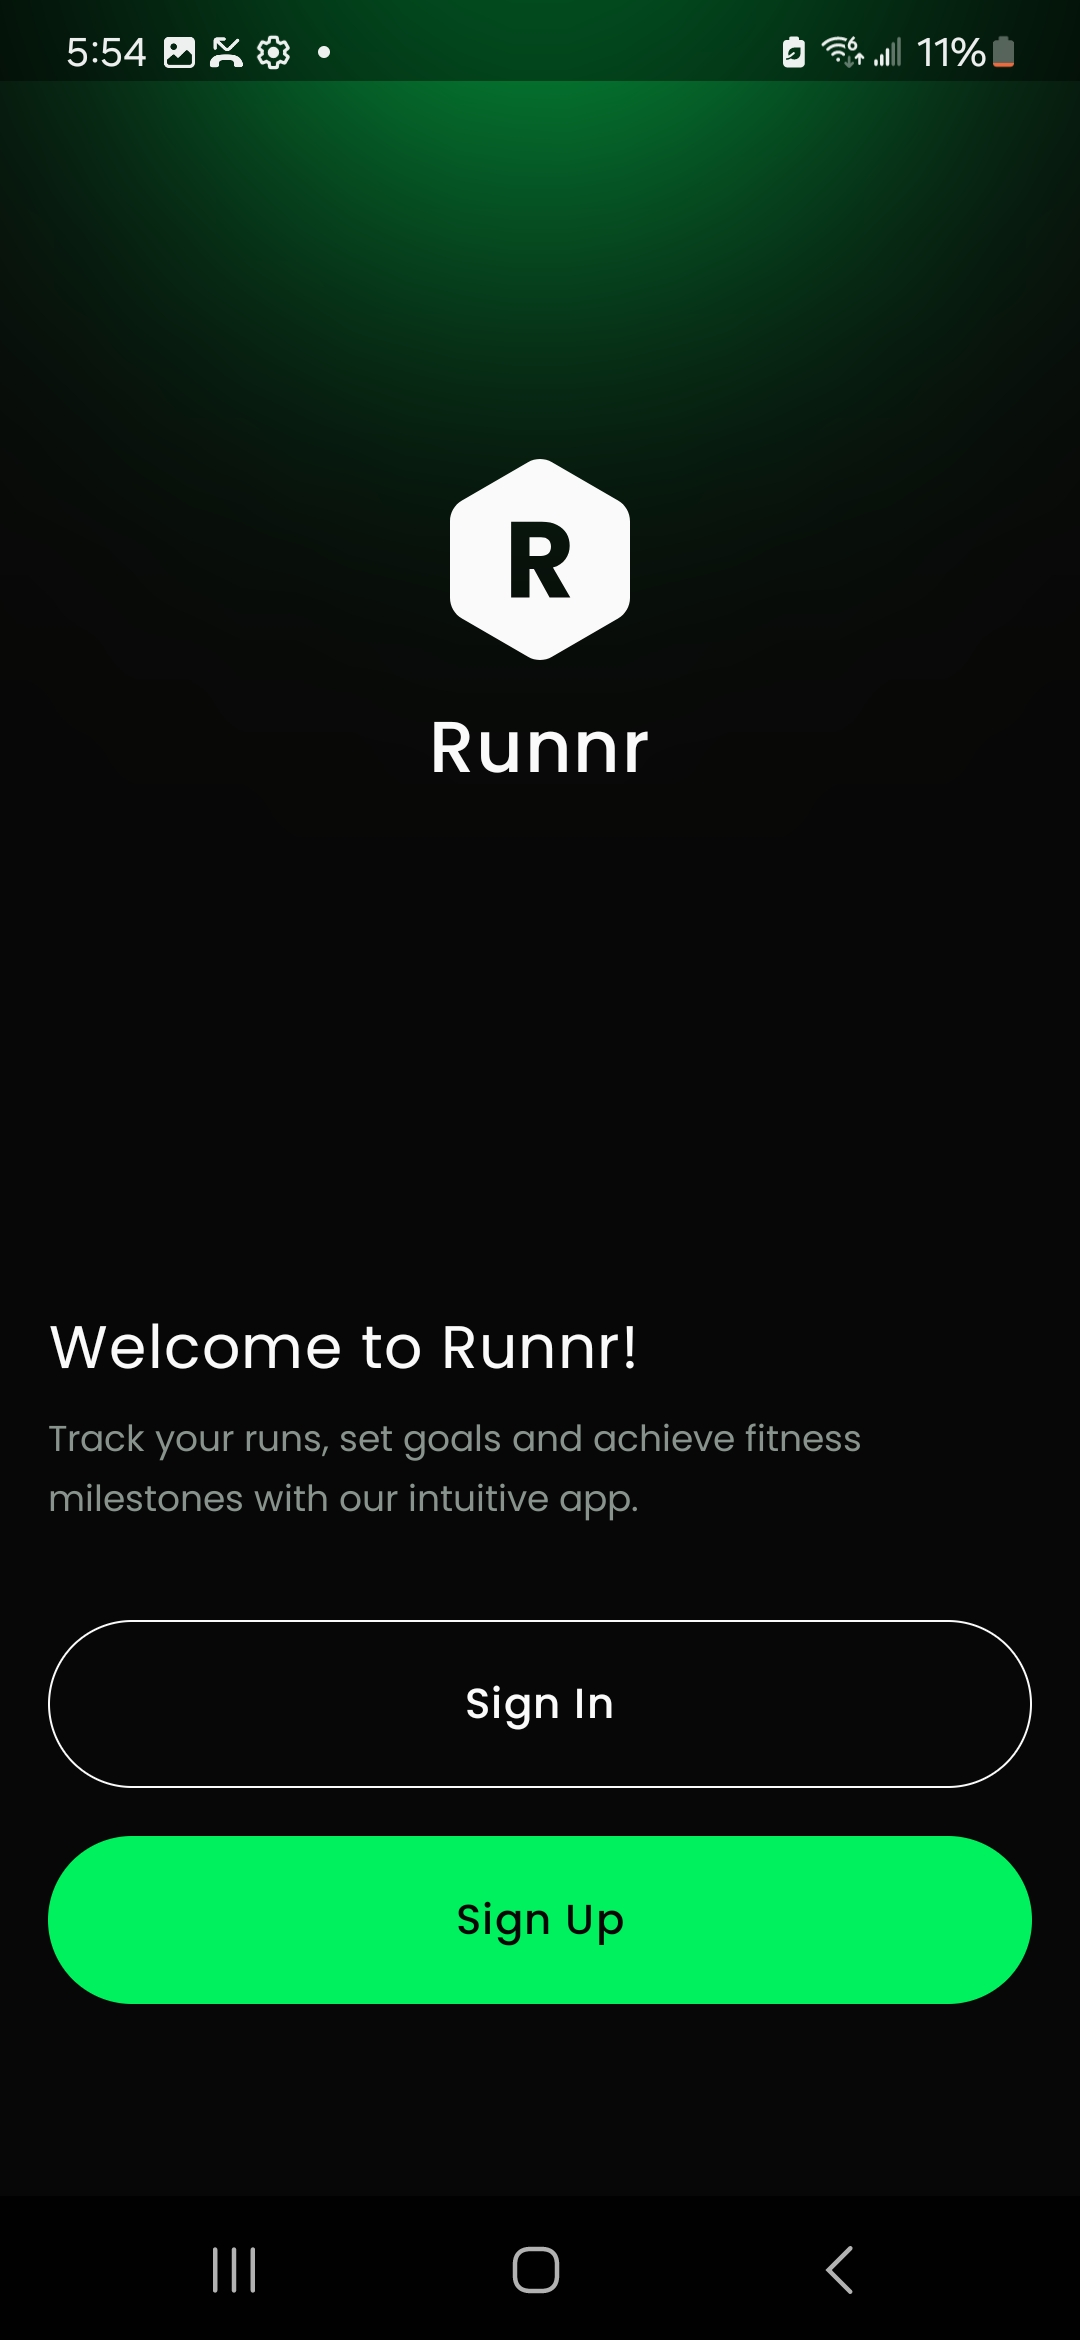 5:54 6 11%
R
Runnr
Welcome to Runnr!
Track your runs, set goals and achieve fitness
milestones with our intuitive app.
Sign In
Sign Up